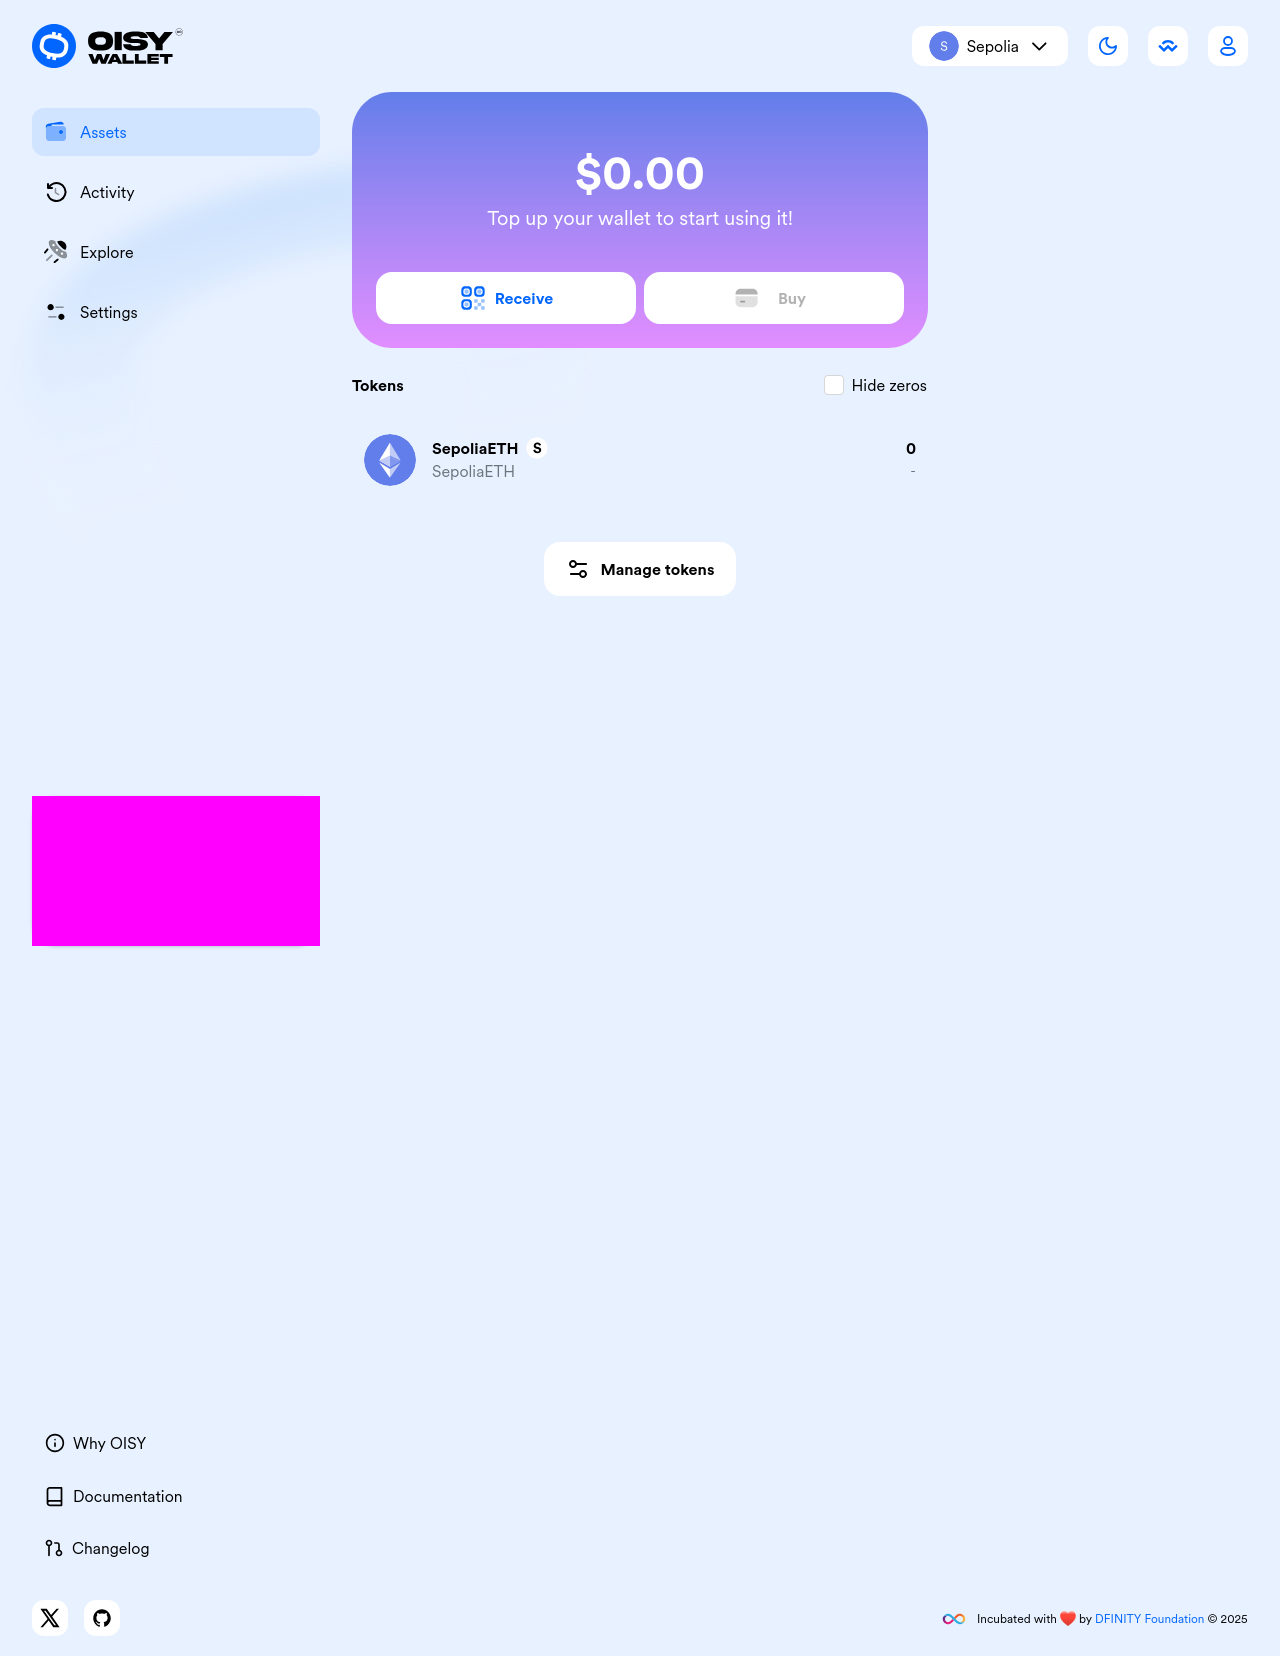 OISY
WALLET
S Sepolia
Assets
Activity
Explore
Settings
$0.00
Top up your wallet to start using it!
Receive
Buy
Tokens
Hide zeros
SepoliaETH S
0
SepoliaETH
-
Manage tokens
Why OISY
Documentation
Changelog
Incubated with ❤️ by DFINITY Foundation © 2025